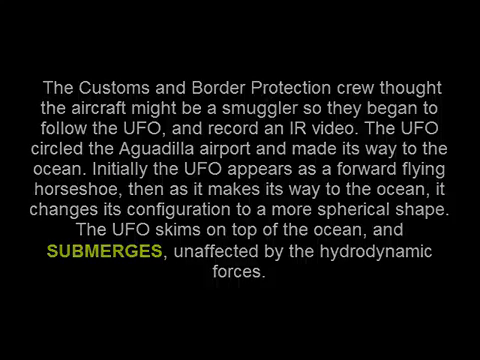 The Customs and Border Protection crew thought
the aircraft might be a smuggler so they began to
follow the UFO, and record an IR video. The UFO
circled the Aguadilla airport and made its way to the
ocean. Initially the UFO appears as a forward flying
horseshoe, then as it makes its way to the ocean, it
changes its configuration to a more spherical shape.
The UFO skims on top of the ocean, and
SUBMERGES, unaffected by the hydrodynamic
forces.